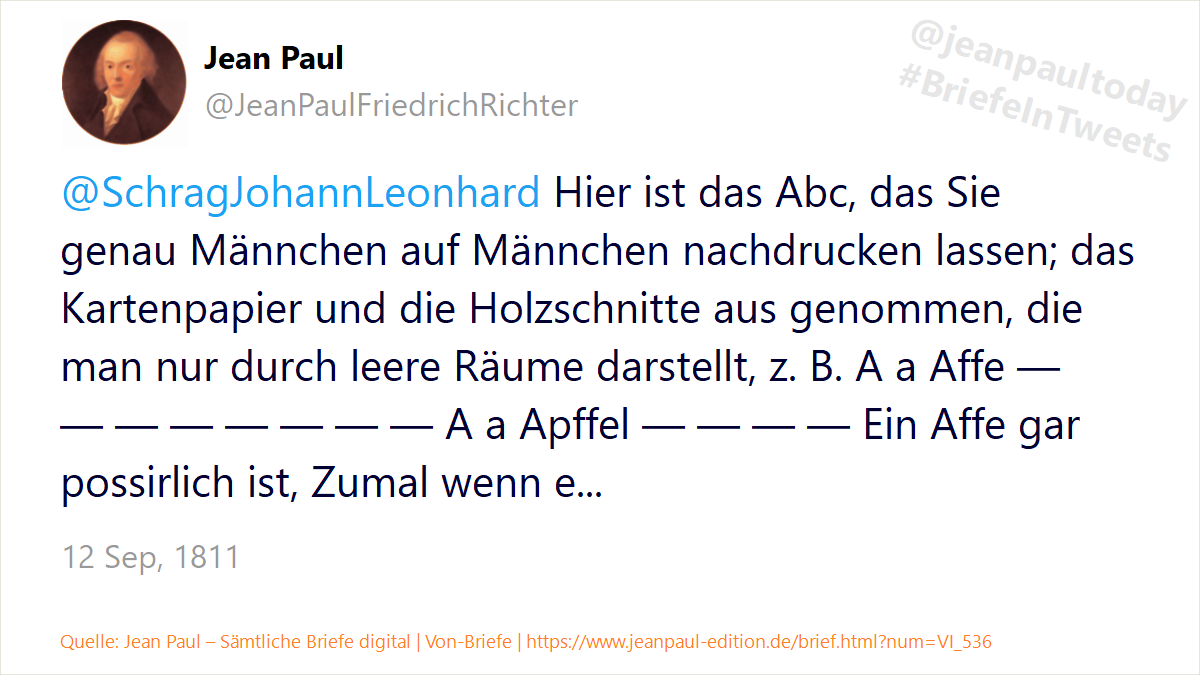 Jean Paul
@JeanPaulFriedrichRichter
@jeanpaultoday
#BriefeInTweets
@SchragJohannLeonhard Hier ist das Abc, das Sie
genau Männchen auf Männchen nachdrucken lassen; das
Kartenpapier und die Holzschnitte aus genommen, die
man nur durch leere Räume darstellt, z. B. A a Affe —
— — — — — — — A a Apffel — — — — Ein Affe gar
possirlich ist, Zumal wenn e...
12 Sep, 1811
Quelle: Jean Paul – Sämtliche Briefe digital | Von-Briefe | https://www.jeanpaul-edition.de/brief.html?num=VI_536